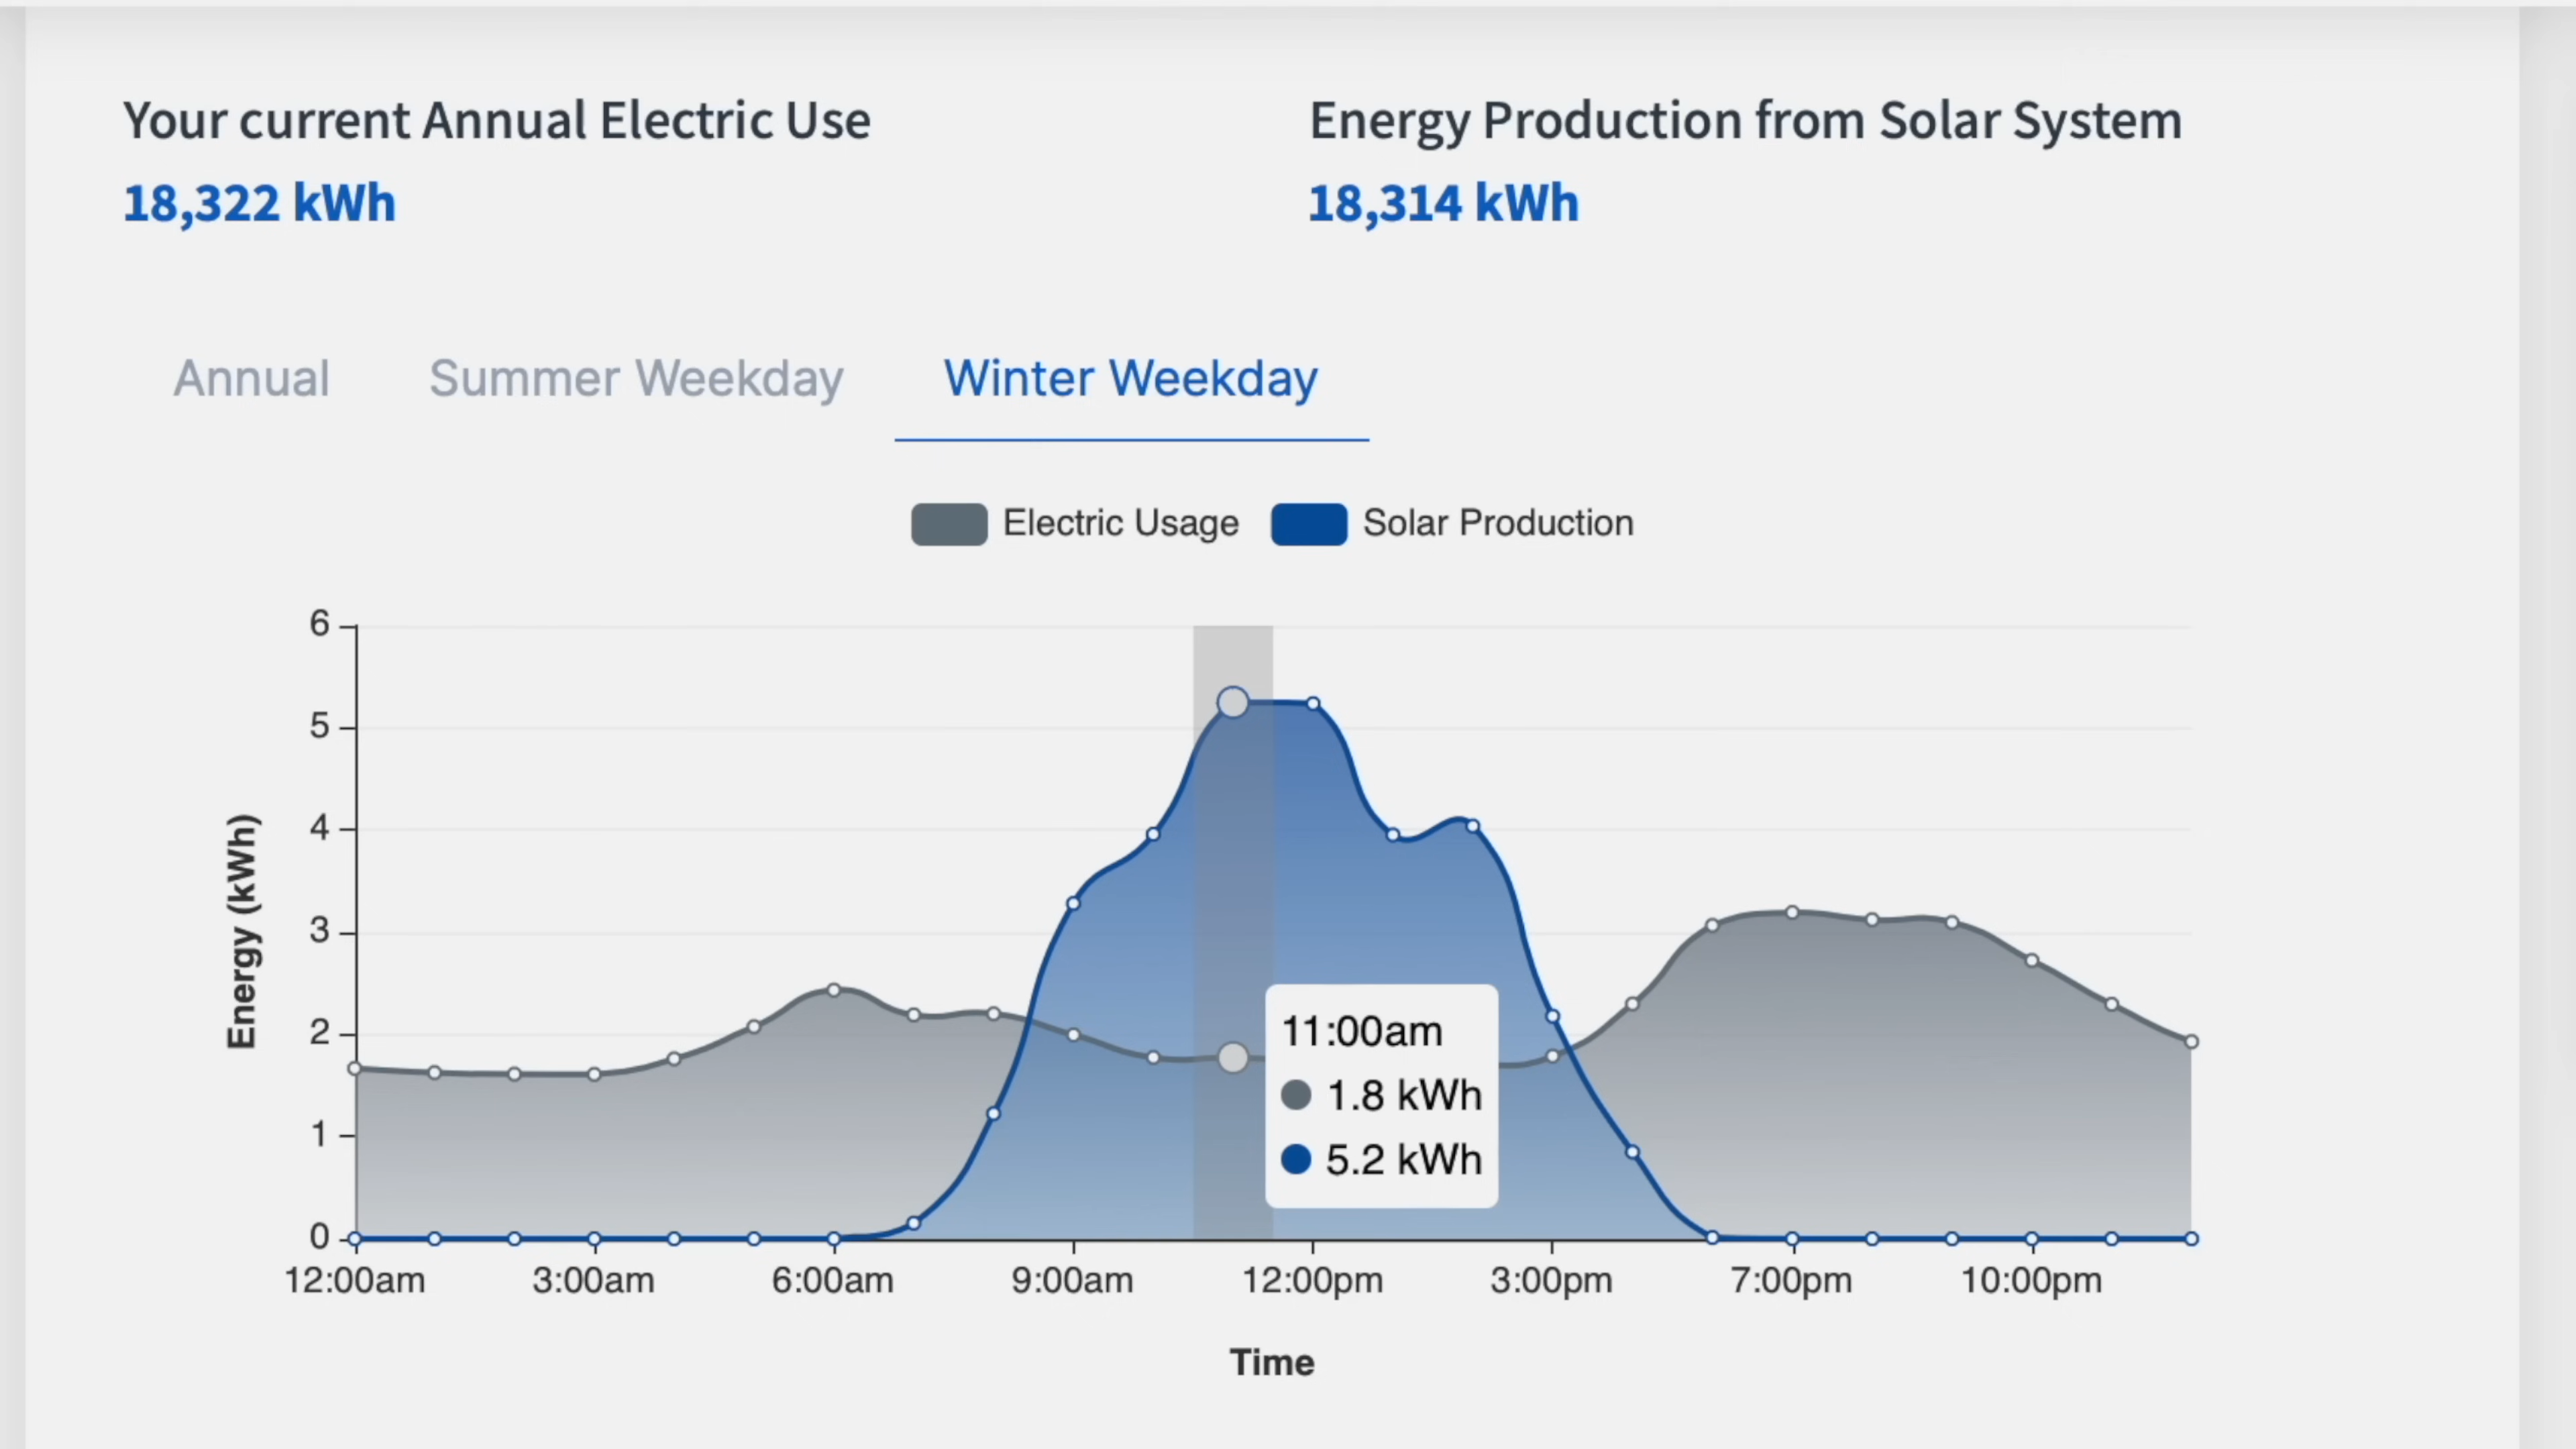 Your current Annual Electric Use
18,322 kWh
Energy Production from Solar System
18,314 kWh
Annual
Summer Weekday
Winter Weekday
Electric Usage
Solar Production
6
5
4
3
2
1
0
Energy (kWh)
11:00am
1.8 kWh
5.2 kWh
12:00am
3:00am
6:00am
9:00am
12:00pm
3:00pm
7:00pm
10:00pm
Time